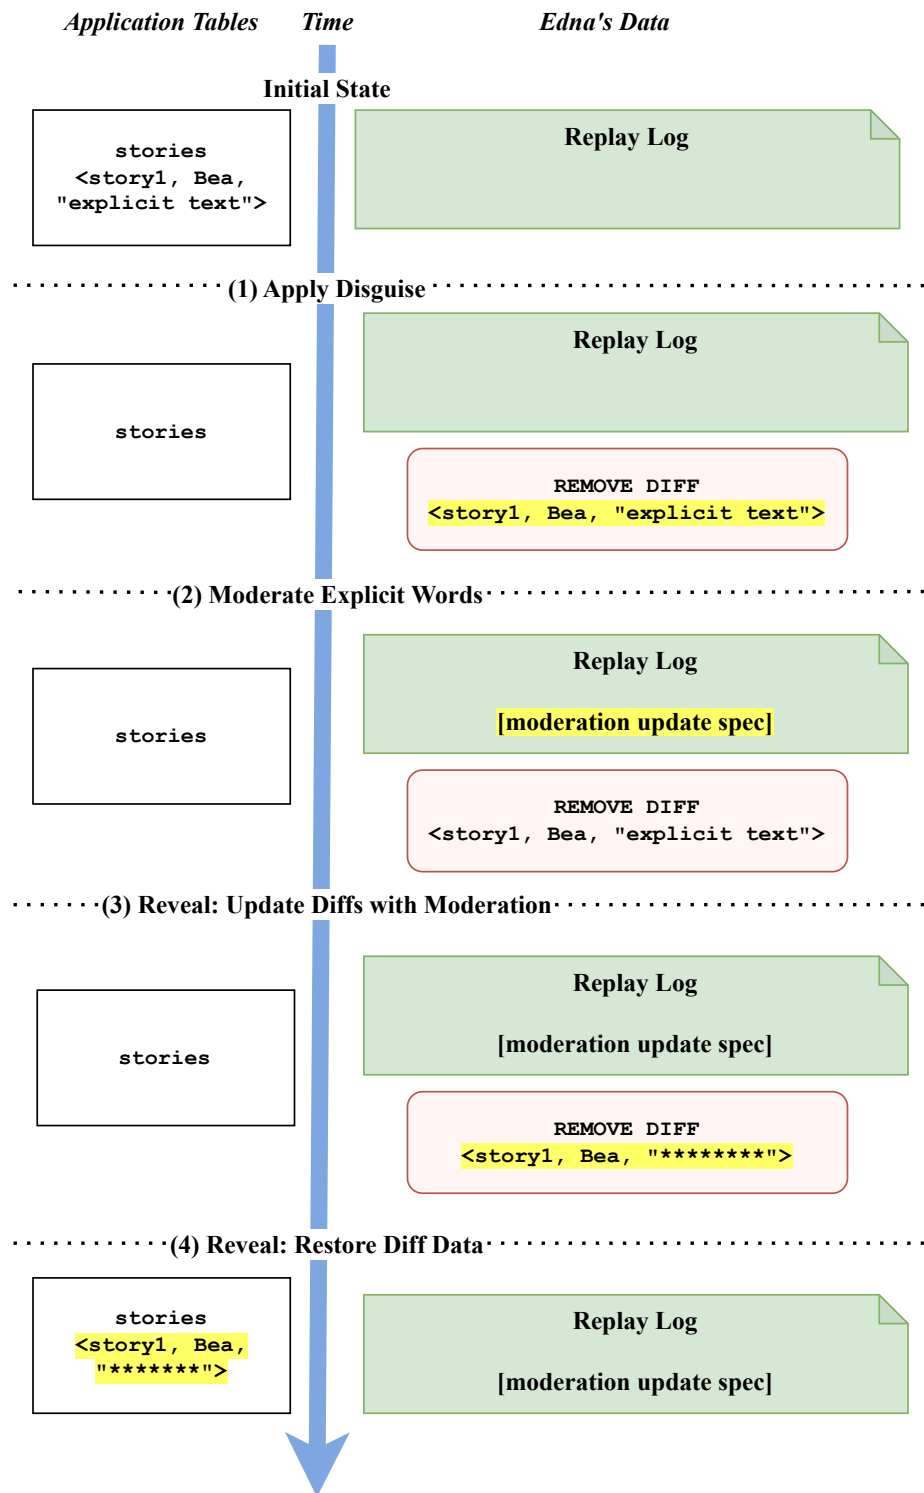 Application Tables Time Edna's Data
Initial State
stories
<story1, Bea,
"explicit text">
Replay Log
(1) Apply Disguise
stories
Replay Log
REMOVE DIFF
<story1, Bea, "explicit text">
(2) Moderate Explicit Words
stories
Replay Log
[moderation update spec]
REMOVE DIFF
<story1, Bea, "explicit text">
(3) Reveal: Update Diffs with Moderation
stories
Replay Log
[moderation update spec]
REMOVE DIFF
<story1, Bea, "********">
(4) Reveal: Restore Diff Data
stories
<story1, Bea,
"*******">
Replay Log
[moderation update spec]